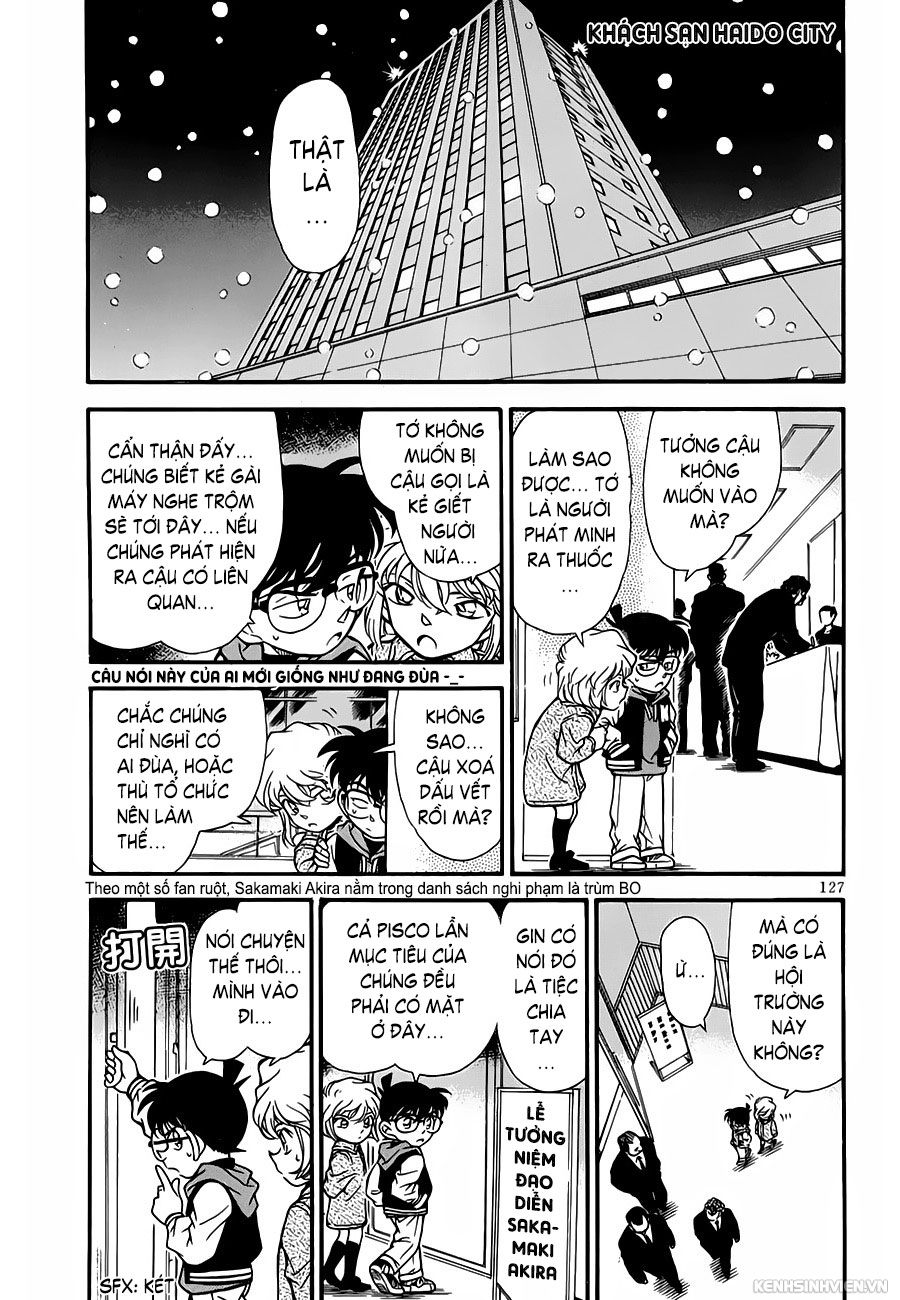 KHÁCH SẠN HAIDO CITY
THẬT
LÀ
...
TƯỞNG CẬU
KHÔNG
MUỐN VÀO
MÀ?
LÀM SAO
ĐƯỢC... TỚ
LÀ NGƯỜI
PHÁT MINH
RA THUỐC
...
TỚ KHÔNG
MUỐN BỊ
CẬU GỌI LÀ
KẺ GIẾT
NGƯỜI
NỮA...
CẨN THẬN ĐẤY...
CHÚNG BIẾT KẺ GÀI
MÁY NGHE TRỘM
SẼ TỚI ĐÂY... NẾU
CHÚNG PHÁT HIỆN
RA CẬU CÓ LIÊN
QUAN...
CÂU NÓI NÀY CỦA AI MỚI GIỐNG NHƯ ĐANG ĐÙA -_-
KHÔNG
SAO...
CẬU XOÁ
DẤU VẾT
RỒI MÀ?
CHẮC CHÚNG
CHỈ NGHĨ CÓ
AI ĐÙA, HOẶC
THÙ TỔ CHỨC
NÊN LÀM
THẾ...
Theo một số fan ruột, Sakamaki Akira nằm trong danh sách nghi phạm là trùm BO
127
MÀ CÓ
ĐÚNG LÀ
HỘI
TRƯỜNG
NÀY
KHÔNG?
Ừ...
GIN CÓ
NÓI ĐÓ
LÀ TIỆC
CHIA
TAY
CẢ PISCO LẪN
MỤC TIÊU CỦA
CHÚNG ĐỀU
PHẢI CÓ MẶT
Ở ĐÂY...
LỄ
TƯỞNG
NIỆM
ĐẠO
DIỄN
SAKA-
MAKI
AKIRA
NÓI CHUYỆN
THẾ THÔI...
MÌNH VÀO
ĐI...
打開
SFX: KÉT
KENHSINHVIEN.VN